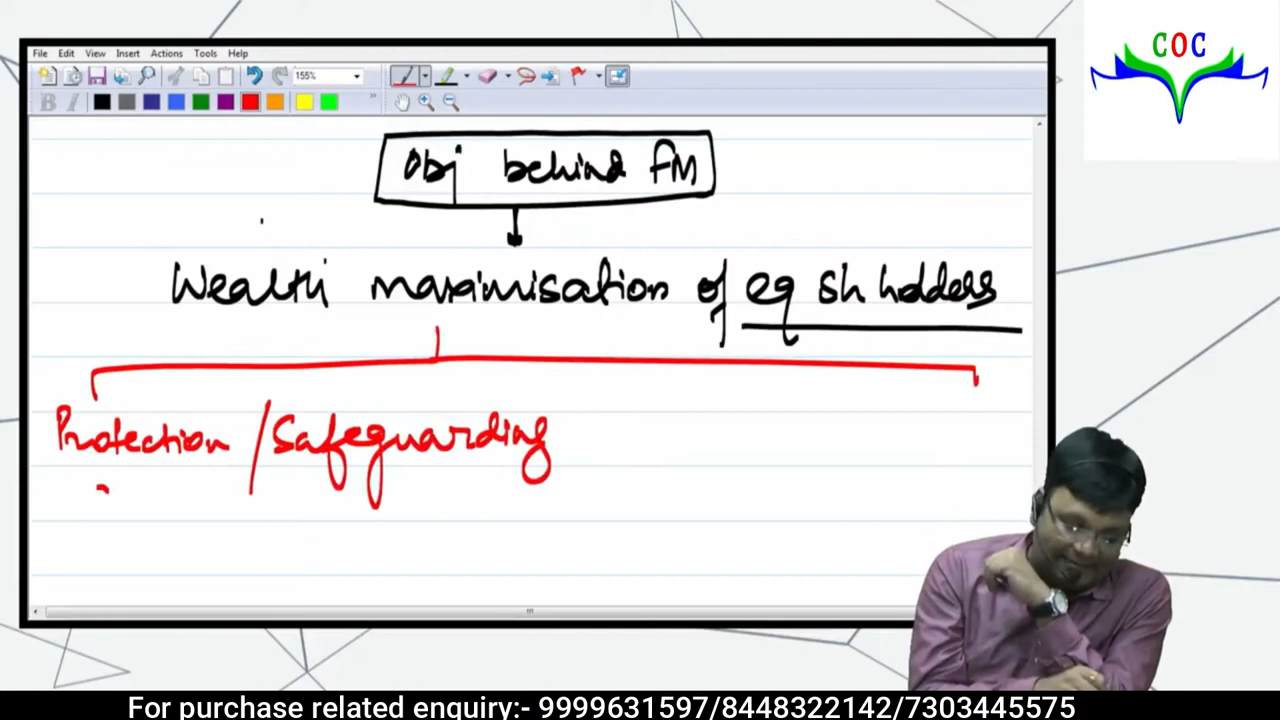 COC
File Edit View Insert Actions Tools Help
155%
B I
Obj behind FM
Wealth maximisation of eq sh holders
Protection / Safeguarding
For purchase related enquiry:- 9999631597/8448322142/7303445575